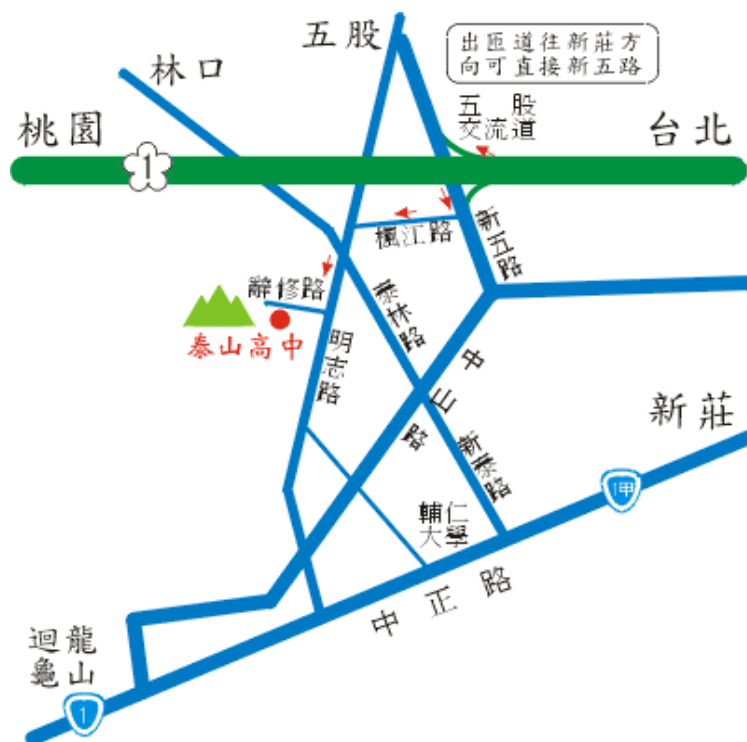 五股
出匝道往新莊方
向可直接新五路
林口
五股
交流道
桃園
1
台北
楓江路
新五路
辭修路
泰林路
泰山高中
明志路
中山路
新莊
新泰路
1甲
輔仁
大學
中正路
迴龍
龜山
1